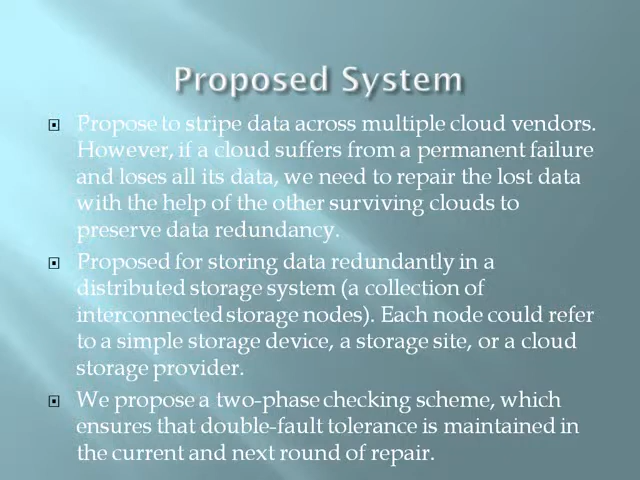 Proposed System
Propose to stripe data across multiple cloud vendors.
However, if a cloud suffers from a permanent failure
and loses all its data, we need to repair the lost data
with the help of the other surviving clouds to
preserve data redundancy.
Proposed for storing data redundantly in a
distributed storage system (a collection of
interconnected storage nodes). Each node could refer
to a simple storage device, a storage site, or a cloud
storage provider.
We propose a two-phase checking scheme, which
ensures that double-fault tolerance is maintained in
the current and next round of repair.